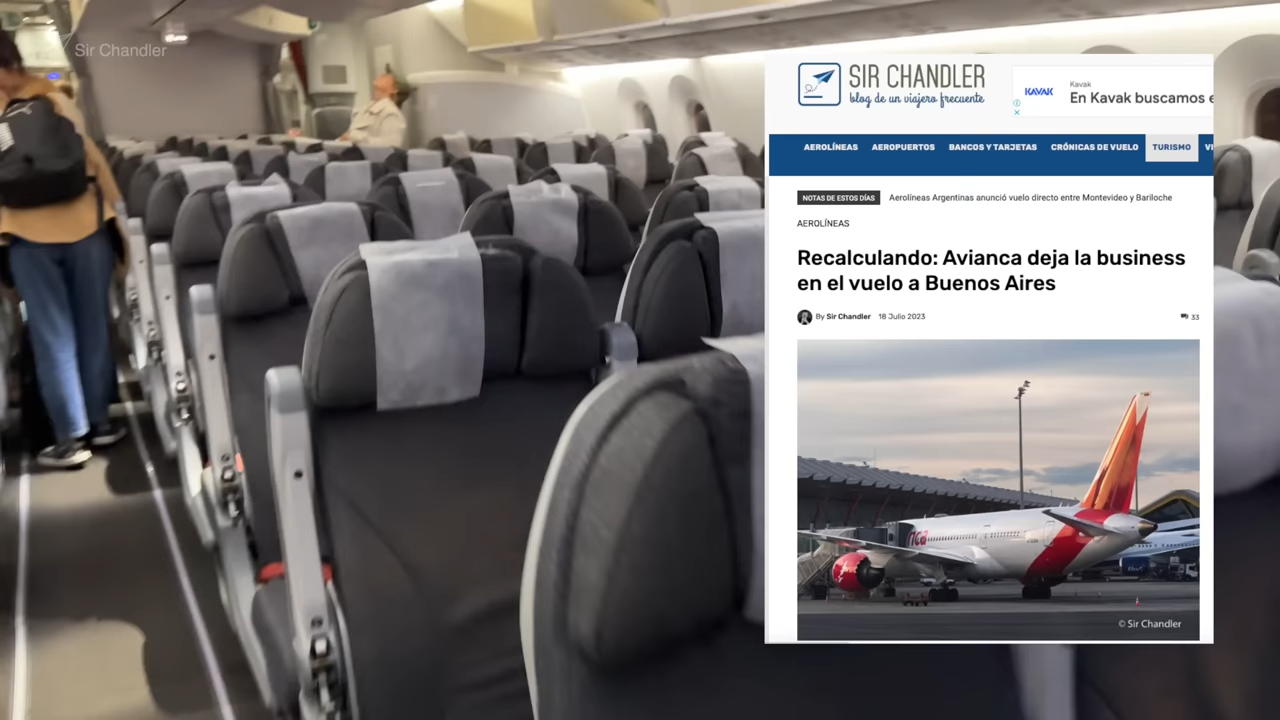 Sir Chandler
SIR CHANDLER
blog de un viajero frecuente
KAVAK
Kavak
En Kavak buscamos
AEROLÍNEAS AEROPUERTOS BANCOS Y TARJETAS CRÓNICAS DE VUELO TURISMO
NOTAS DE ESTOS DÍAS Aerolíneas Argentinas anunció vuelo directo entre Montevideo y Bariloche
AEROLÍNEAS
Recalculando: Avianca deja la business
en el vuelo a Buenos Aires
By Sir Chandler 18 Julio 2023 33
© Sir Chandler